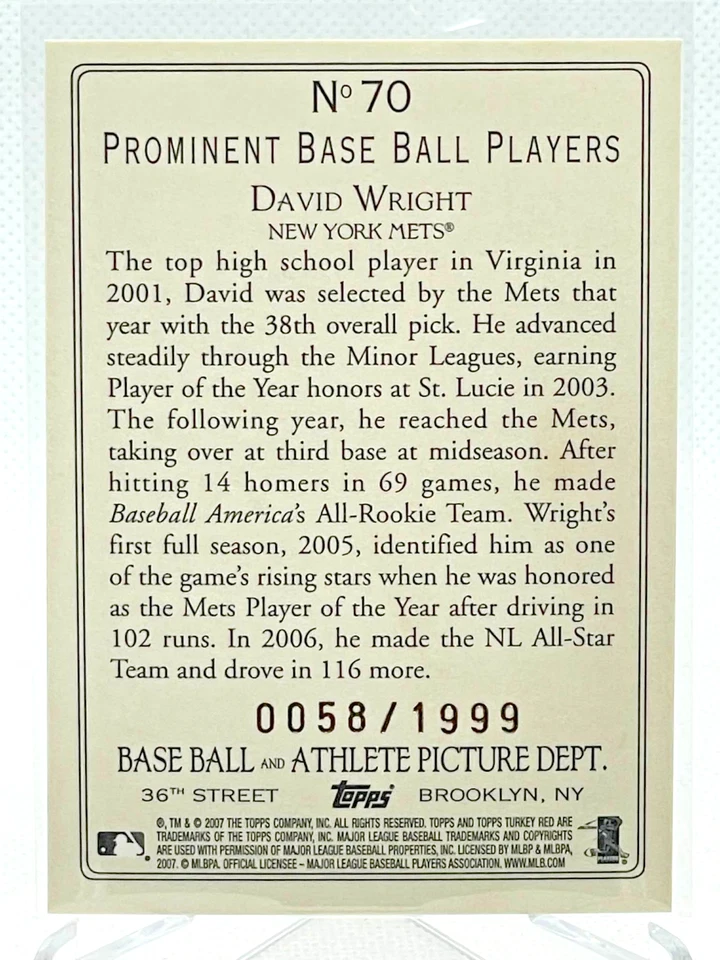 Nº 70
PROMINENT BASE BALL PLAYERS
DAVID WRIGHT
NEW YORK METS®
The top high school player in Virginia in
2001, David was selected by the Mets that
year with the 38th overall pick. He advanced
steadily through the Minor Leagues, earning
Player of the Year honors at St. Lucie in 2003.
The following year, he reached the Mets,
taking over at third base at midseason. After
hitting 14 homers in 69 games, he made
Baseball America's All-Rookie Team. Wright's
first full season, 2005, identified him as one
of the game's rising stars when he was honored
as the Mets Player of the Year after driving in
102 runs. In 2006, he made the NL All-Star
Team and drove in 116 more.
0058/1999
BASE BALL AND ATHLETE PICTURE DEPT.
36TH STREET topps BROOKLYN, NY
®, TM & © 2007 THE TOPPS COMPANY, INC. ALL RIGHTS RESERVED. TOPPS AND TOPPS TURKEY RED ARE
TRADEMARKS OF THE TOPPS COMPANY, INC. MAJOR LEAGUE BASEBALL TRADEMARKS AND COPYRIGHTS
ARE USED WITH PERMISSION OF MAJOR LEAGUE BASEBALL PROPERTIES, INC. LICENSED BY MLBP & MLBPA,
2007. © MLBPA. OFFICIAL LICENSEE – MAJOR LEAGUE BASEBALL PLAYERS ASSOCIATION. WWW.MLB.COM